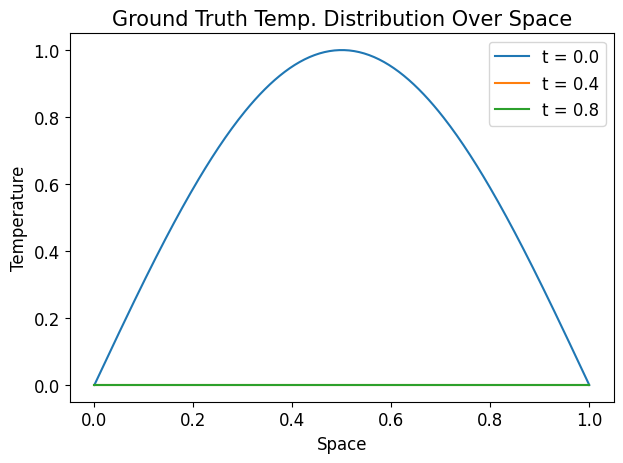 Ground Truth Temp. Distribution Over Space
t = 0.0
t = 0.4
t = 0.8
Temperature
1.0
0.8
0.6
0.4
0.2
0.0
0.0 0.2 0.4 0.6 0.8 1.0
Space